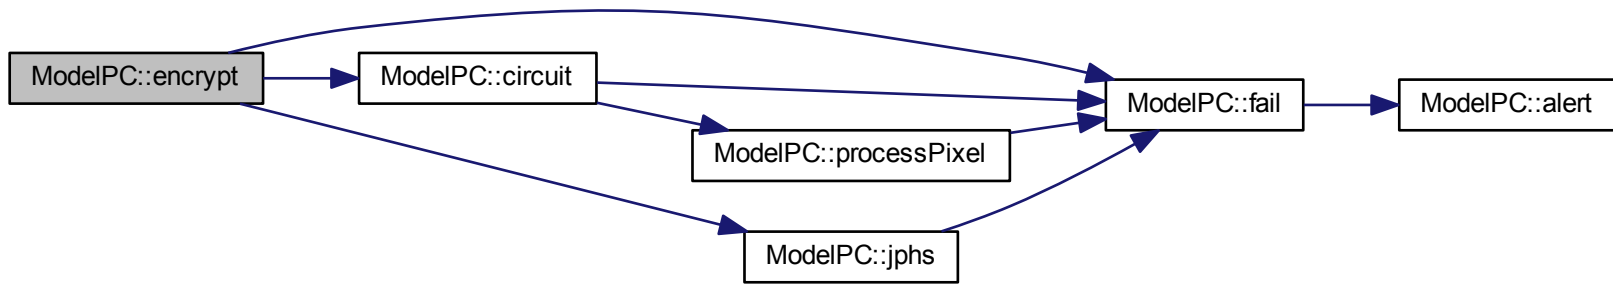 ModelPC::encrypt
ModelPC::circuit
ModelPC::processPixel
ModelPC::jphs
ModelPC::fail
ModelPC::alert